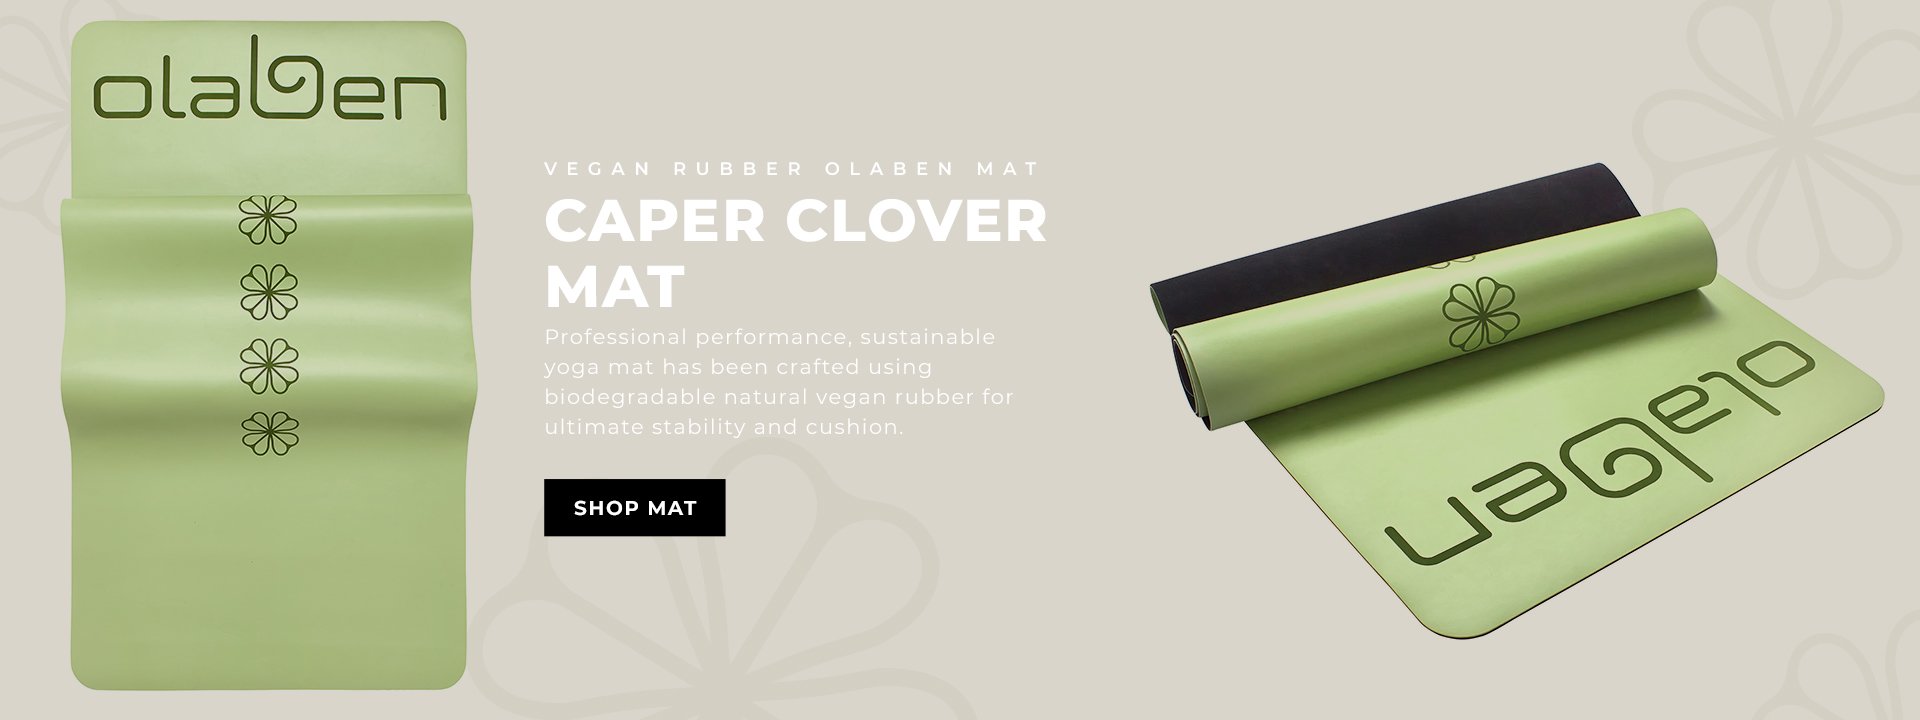 olaben
VEGAN RUBBER OLABEN MAT
CAPER CLOVER
MAT
Professional performance, sustainable
yoga mat has been crafted using
biodegradable natural vegan rubber for
ultimate stability and cushion.
SHOP MAT
olaben